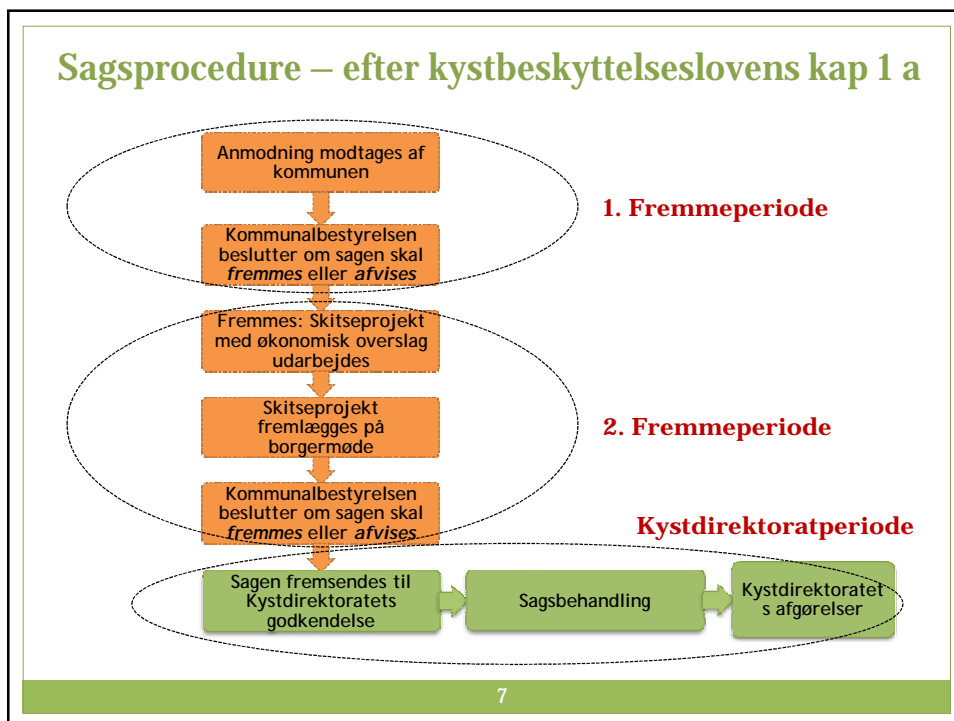 Sagsprocedure – efter kystbeskyttelseslovens kap 1 a
Anmodning modtages af
kommunen
1. Fremmeperiode
Kommunalbestyrelsen
beslutter om sagen skal
fremmes eller afvises
Fremmes: Skitseprojekt
med økonomisk overslag
udarbejdes
Skitseprojekt
fremlægges på
borgermøde
2. Fremmeperiode
Kommunalbestyrelsen
beslutter om sagen skal
fremmes eller afvises
Kystdirektoratperiode
Sagen fremsendes til
Kystdirektoratets
godkendelse
Sagsbehandling
Kystdirektoratet
s afgørelser
7